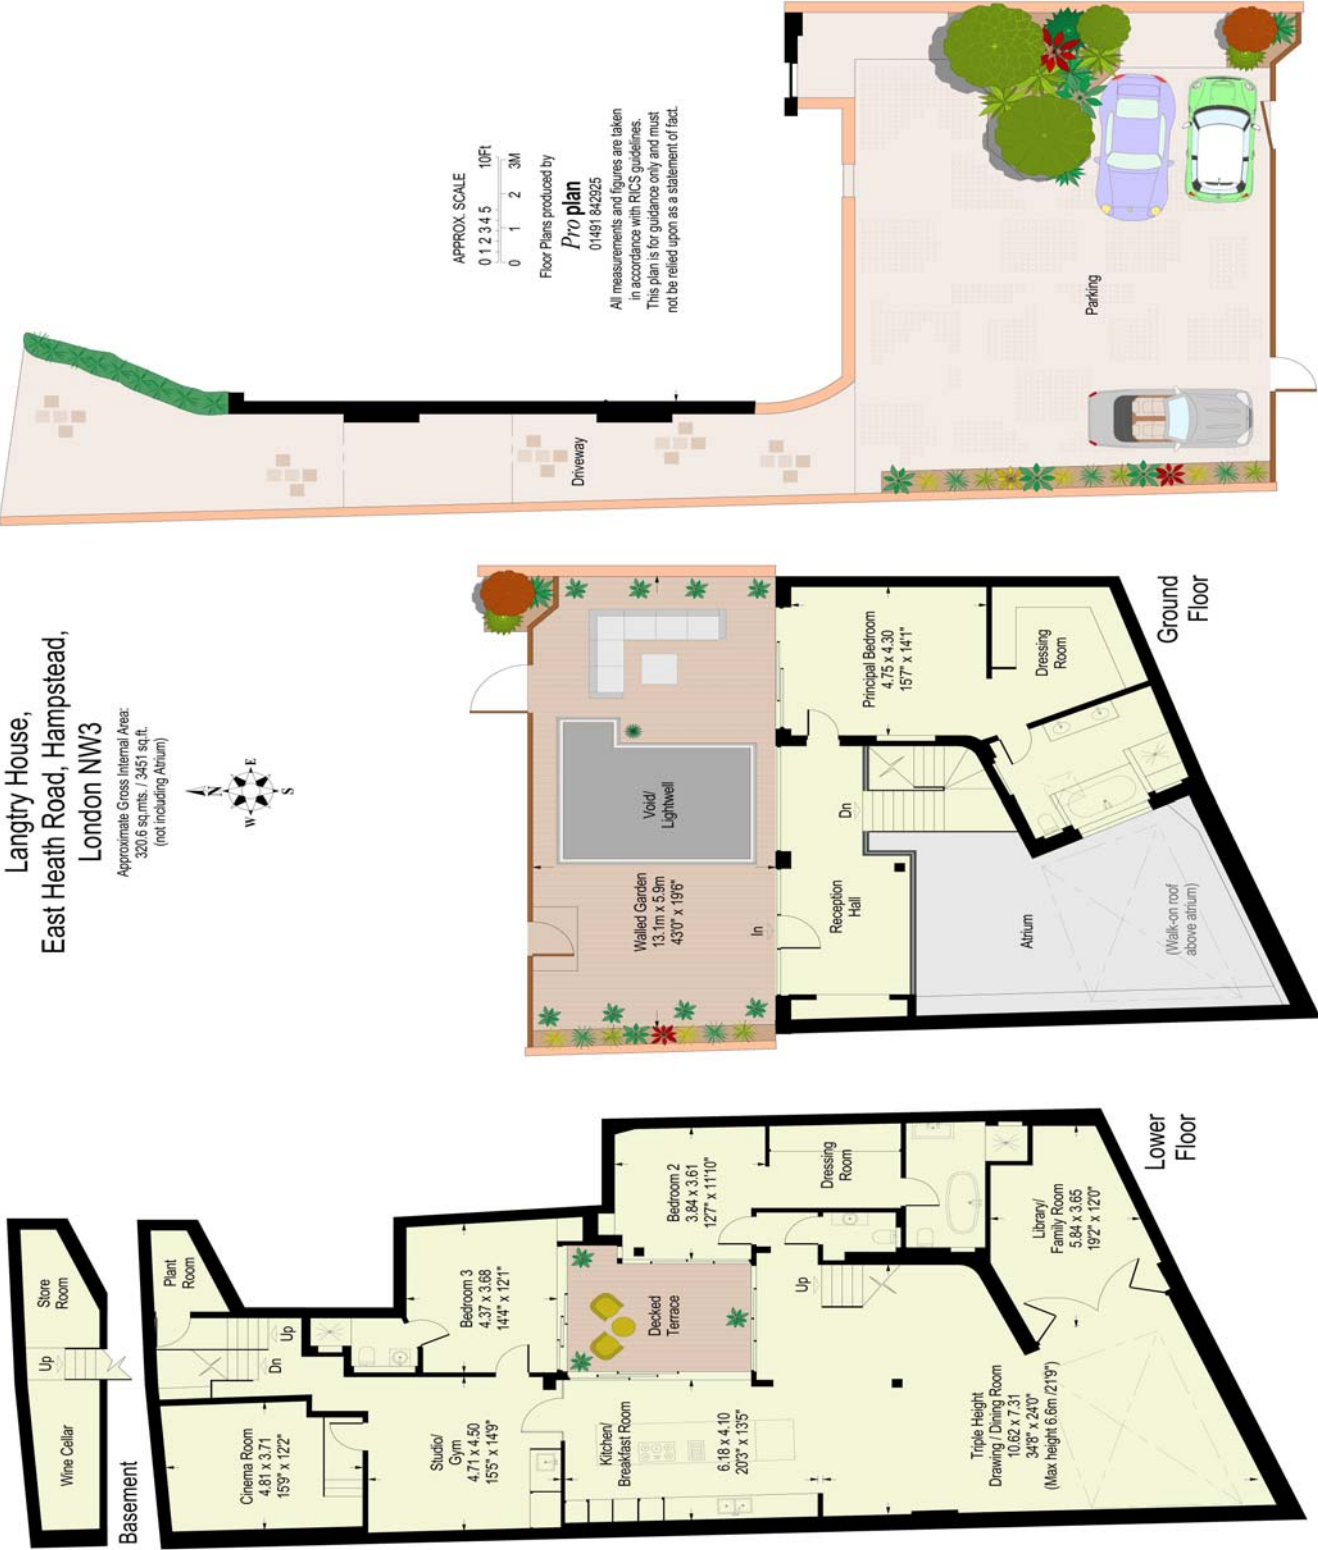 Langtry House,
East Heath Road, Hampstead,
London NW3
Approximate Gross Internal Area:
320.6 sq.mts. / 3451 sq.ft.
(not including Atrium)
N
E
S
W
APPROX. SCALE
0 1 2 3 4 5 10Ft
0 1 2 3M
Floor Plans produced by
Pro plan
01491 842925
All measurements and figures are taken
in accordance with RICS guidelines.
This plan is for guidance only and must
not be relied upon as a statement of fact.
Driveway
Parking
Walled Garden
13.1m x 5.9m
43'0" x 19'6"
Void/
Lightwell
In
Reception
Hall
Dn
Principal Bedroom
4.75 x 4.30
15'7" x 14'1"
Dressing
Room
Atrium
(Walk-on roof
above atrium)
Ground
Floor
Wine Cellar
Up
Store
Room
Basement
Plant
Room
Up
Dn
Cinema Room
4.81 x 3.71
15'9" x 12'2"
Studio/
Gym
4.71 x 4.50
15'5" x 14'9"
Bedroom 3
4.37 x 3.68
14'4" x 12'1"
Decked
Terrace
Kitchen/
Breakfast Room
6.18 x 4.10
20'3" x 13'5"
Bedroom 2
3.84 x 3.61
12'7" x 11'10"
Dressing
Room
Up
Library/
Family Room
5.84 x 3.65
19'2" x 12'0"
Triple Height
Drawing / Dining Room
10.62 x 7.31
34'8" x 24'0"
(Max height 6.6m /21'9")
Lower
Floor